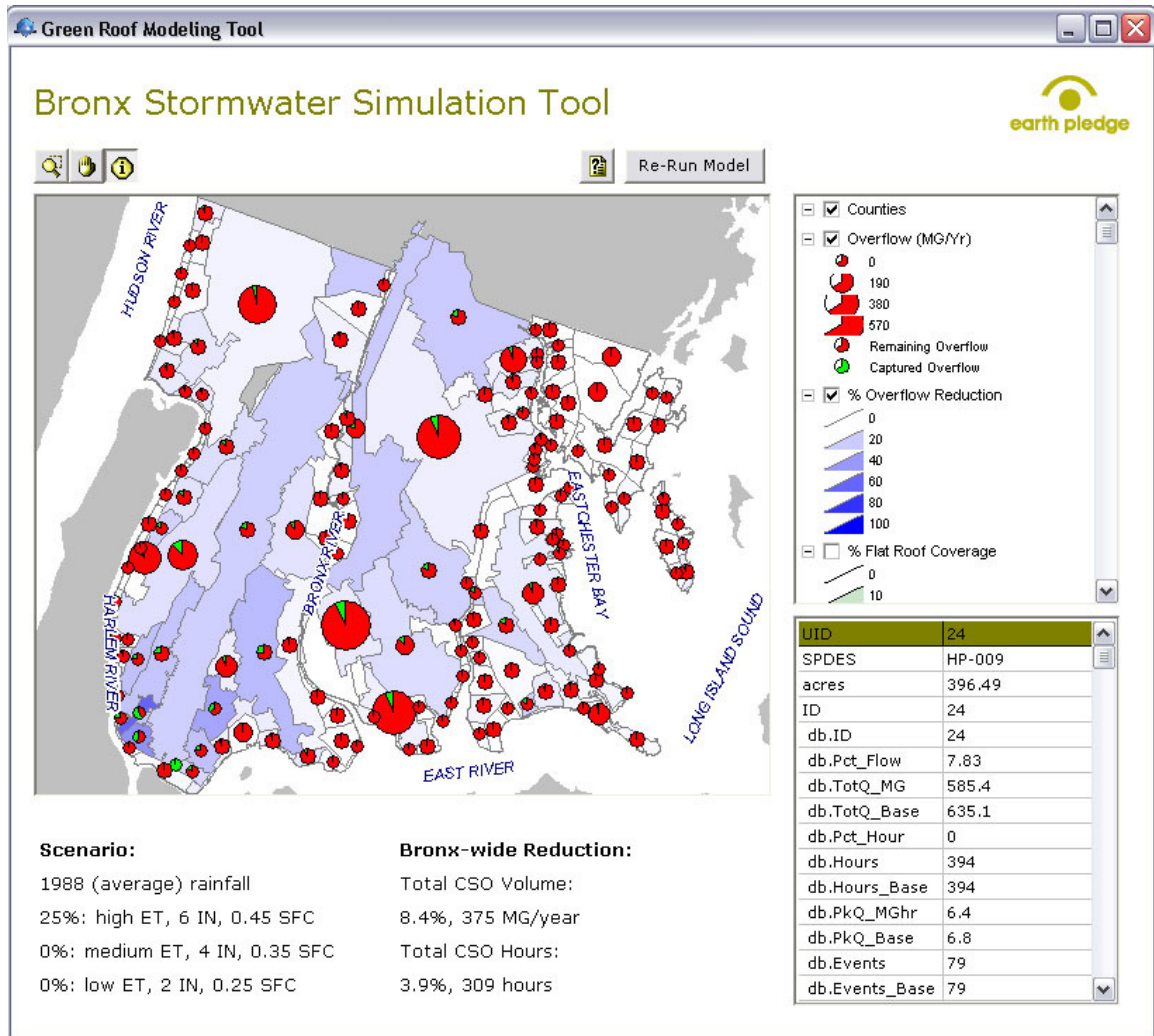 Green Roof Modeling Tool
Bronx Stormwater Simulation Tool
earth pledge
Re-Run Model
HUDSON RIVER
HARLEM RIVER
BRONX RIVER
EASTCHESTER BAY
LONG ISLAND SOUND
EAST RIVER
Counties
Overflow (MG/Yr)
0
190
380
570
Remaining Overflow
Captured Overflow
% Overflow Reduction
0
20
40
60
80
100
% Flat Roof Coverage
0
10
UID 24
SPDES HP-009
acres 396.49
ID 24
db.ID 24
db.Pct_Flow 7.83
db.TotQ_MG 585.4
db.TotQ_Base 635.1
db.Pct_Hour 0
db.Hours 394
db.Hours_Base 394
db.PkQ_MGhr 6.4
db.PkQ_Base 6.8
db.Events 79
db.Events_Base 79
Scenario:
1988 (average) rainfall
25%: high ET, 6 IN, 0.45 SFC
0%: medium ET, 4 IN, 0.35 SFC
0%: low ET, 2 IN, 0.25 SFC
Bronx-wide Reduction:
Total CSO Volume:
8.4%, 375 MG/year
Total CSO Hours:
3.9%, 309 hours